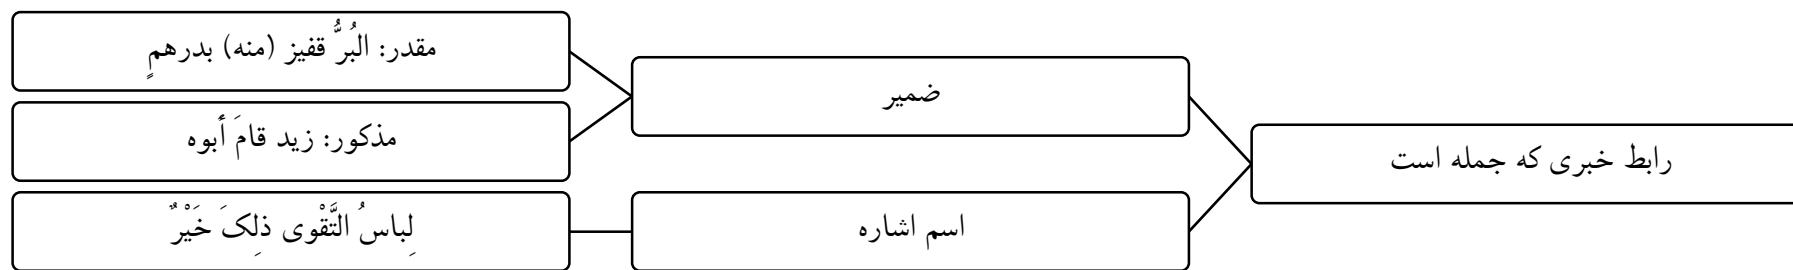 رابط خبری که جمله است
ضمیر
مقدر: البُرُّ قفیز (منه) بدرهمٍ
مذکور: زید قامَ أبوه
اسم اشاره
لِباسُ التَّقْوی ذلِکَ خَیْرٌ